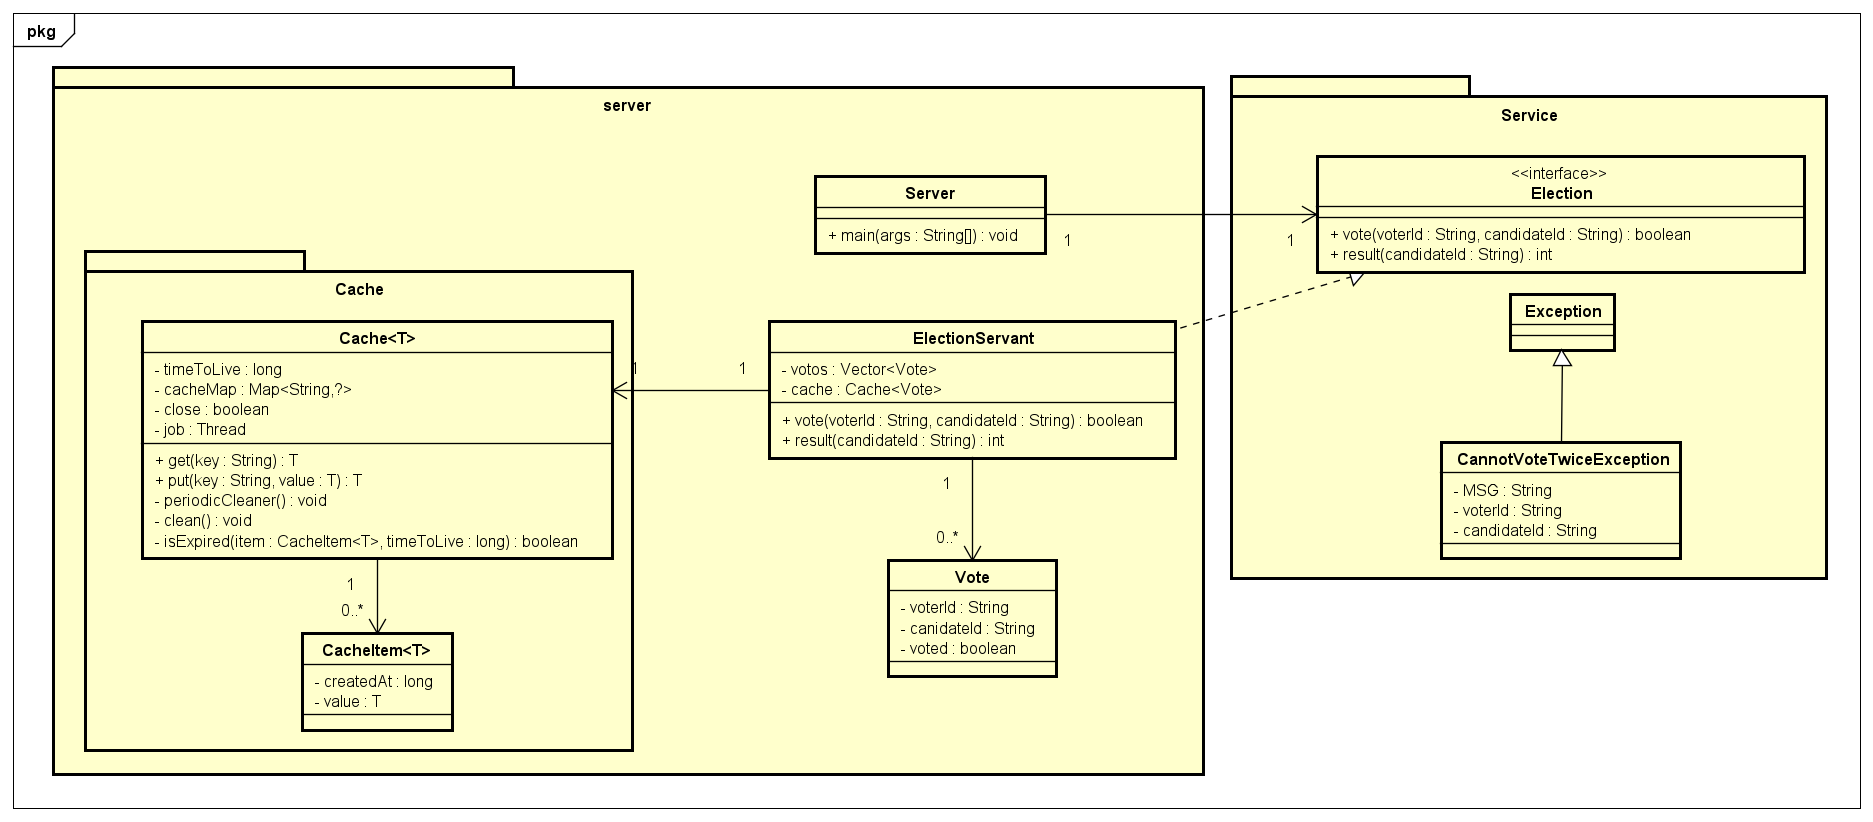 pkg
server
Server
+ main(args : String[]) : void
1
1
Cache
Cache<T>
- timeToLive : long
- cacheMap : Map<String,?>
- close : boolean
- job : Thread
+ get(key : String) : T
+ put(key : String, value : T) : T
- periodicCleaner() : void
- clean() : void
- isExpired(item : CacheItem<T>, timeToLive : long) : boolean
1
0..*
CacheItem<T>
- createdAt : long
- value : T
1
1
ElectionServant
- votos : Vector<Vote>
- cache : Cache<Vote>
+ vote(voterId : String, candidateId : String) : boolean
+ result(candidateId : String) : int
1
0..*
Vote
- voterId : String
- canidateId : String
- voted : boolean
Service
<<interface>>
Election
+ vote(voterId : String, candidateId : String) : boolean
+ result(candidateId : String) : int
Exception
CannotVoteTwiceException
- MSG : String
- voterId : String
- candidateId : String